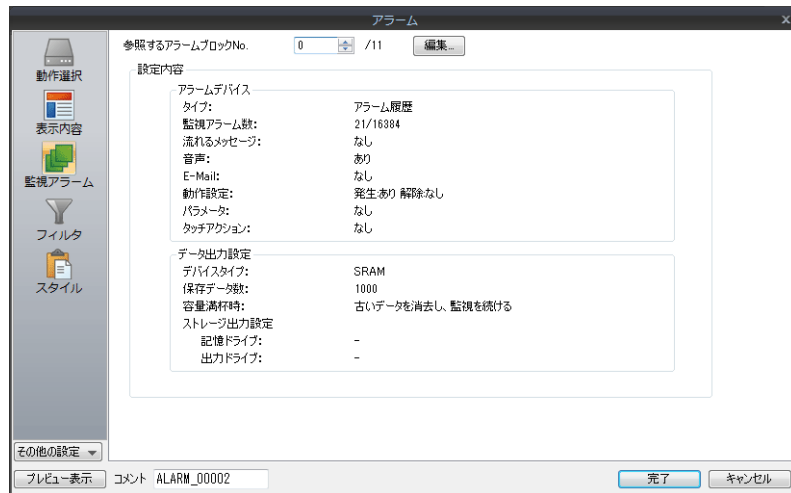 アラーム
X
参照するアラームブロックNo. 0 /11 編集...
設定内容
動作選択
表示内容
監視アラーム
フィルタ
スタイル
アラームデバイス
タイプ: アラーム履歴
監視アラーム数: 21/16384
流れるメッセージ: なし
音声: あり
E-Mail: なし
動作設定: 発生:あり 解除:なし
パラメータ: なし
タッチアクション: なし
データ出力設定
デバイスタイプ: SRAM
保存データ数: 1000
容量満杯時: 古いデータを消去し、監視を続ける
ストレージ出力設定
記憶ドライブ: -
出力ドライブ: -
その他の設定
プレビュー表示 コメント ALARM_00002 完了 キャンセル